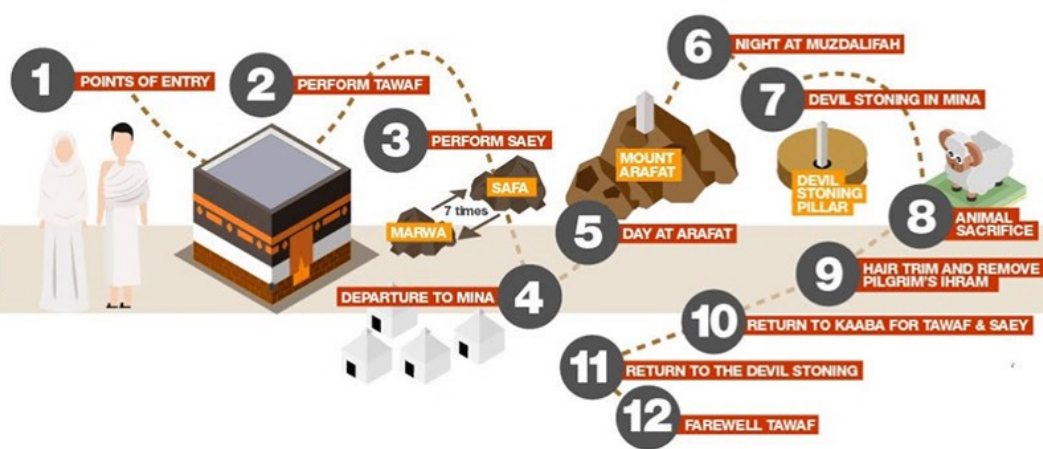 1
POINTS OF ENTRY
2
PERFORM TAWAF
3
PERFORM SAEY
SAFA
7 times
MARWA
DEPARTURE TO MINA
4
5
DAY AT ARAFAT
MOUNT
ARAFAT
6
NIGHT AT MUZDALIFAH
7
DEVIL STONING IN MINA
DEVIL
STONING
PILLAR
8
ANIMAL
SACRIFICE
9
HAIR TRIM AND REMOVE
PILGRIM'S IHRAM
10
RETURN TO KAABA FOR TAWAF & SAEY
11
RETURN TO THE DEVIL STONING
12
FAREWELL TAWAF